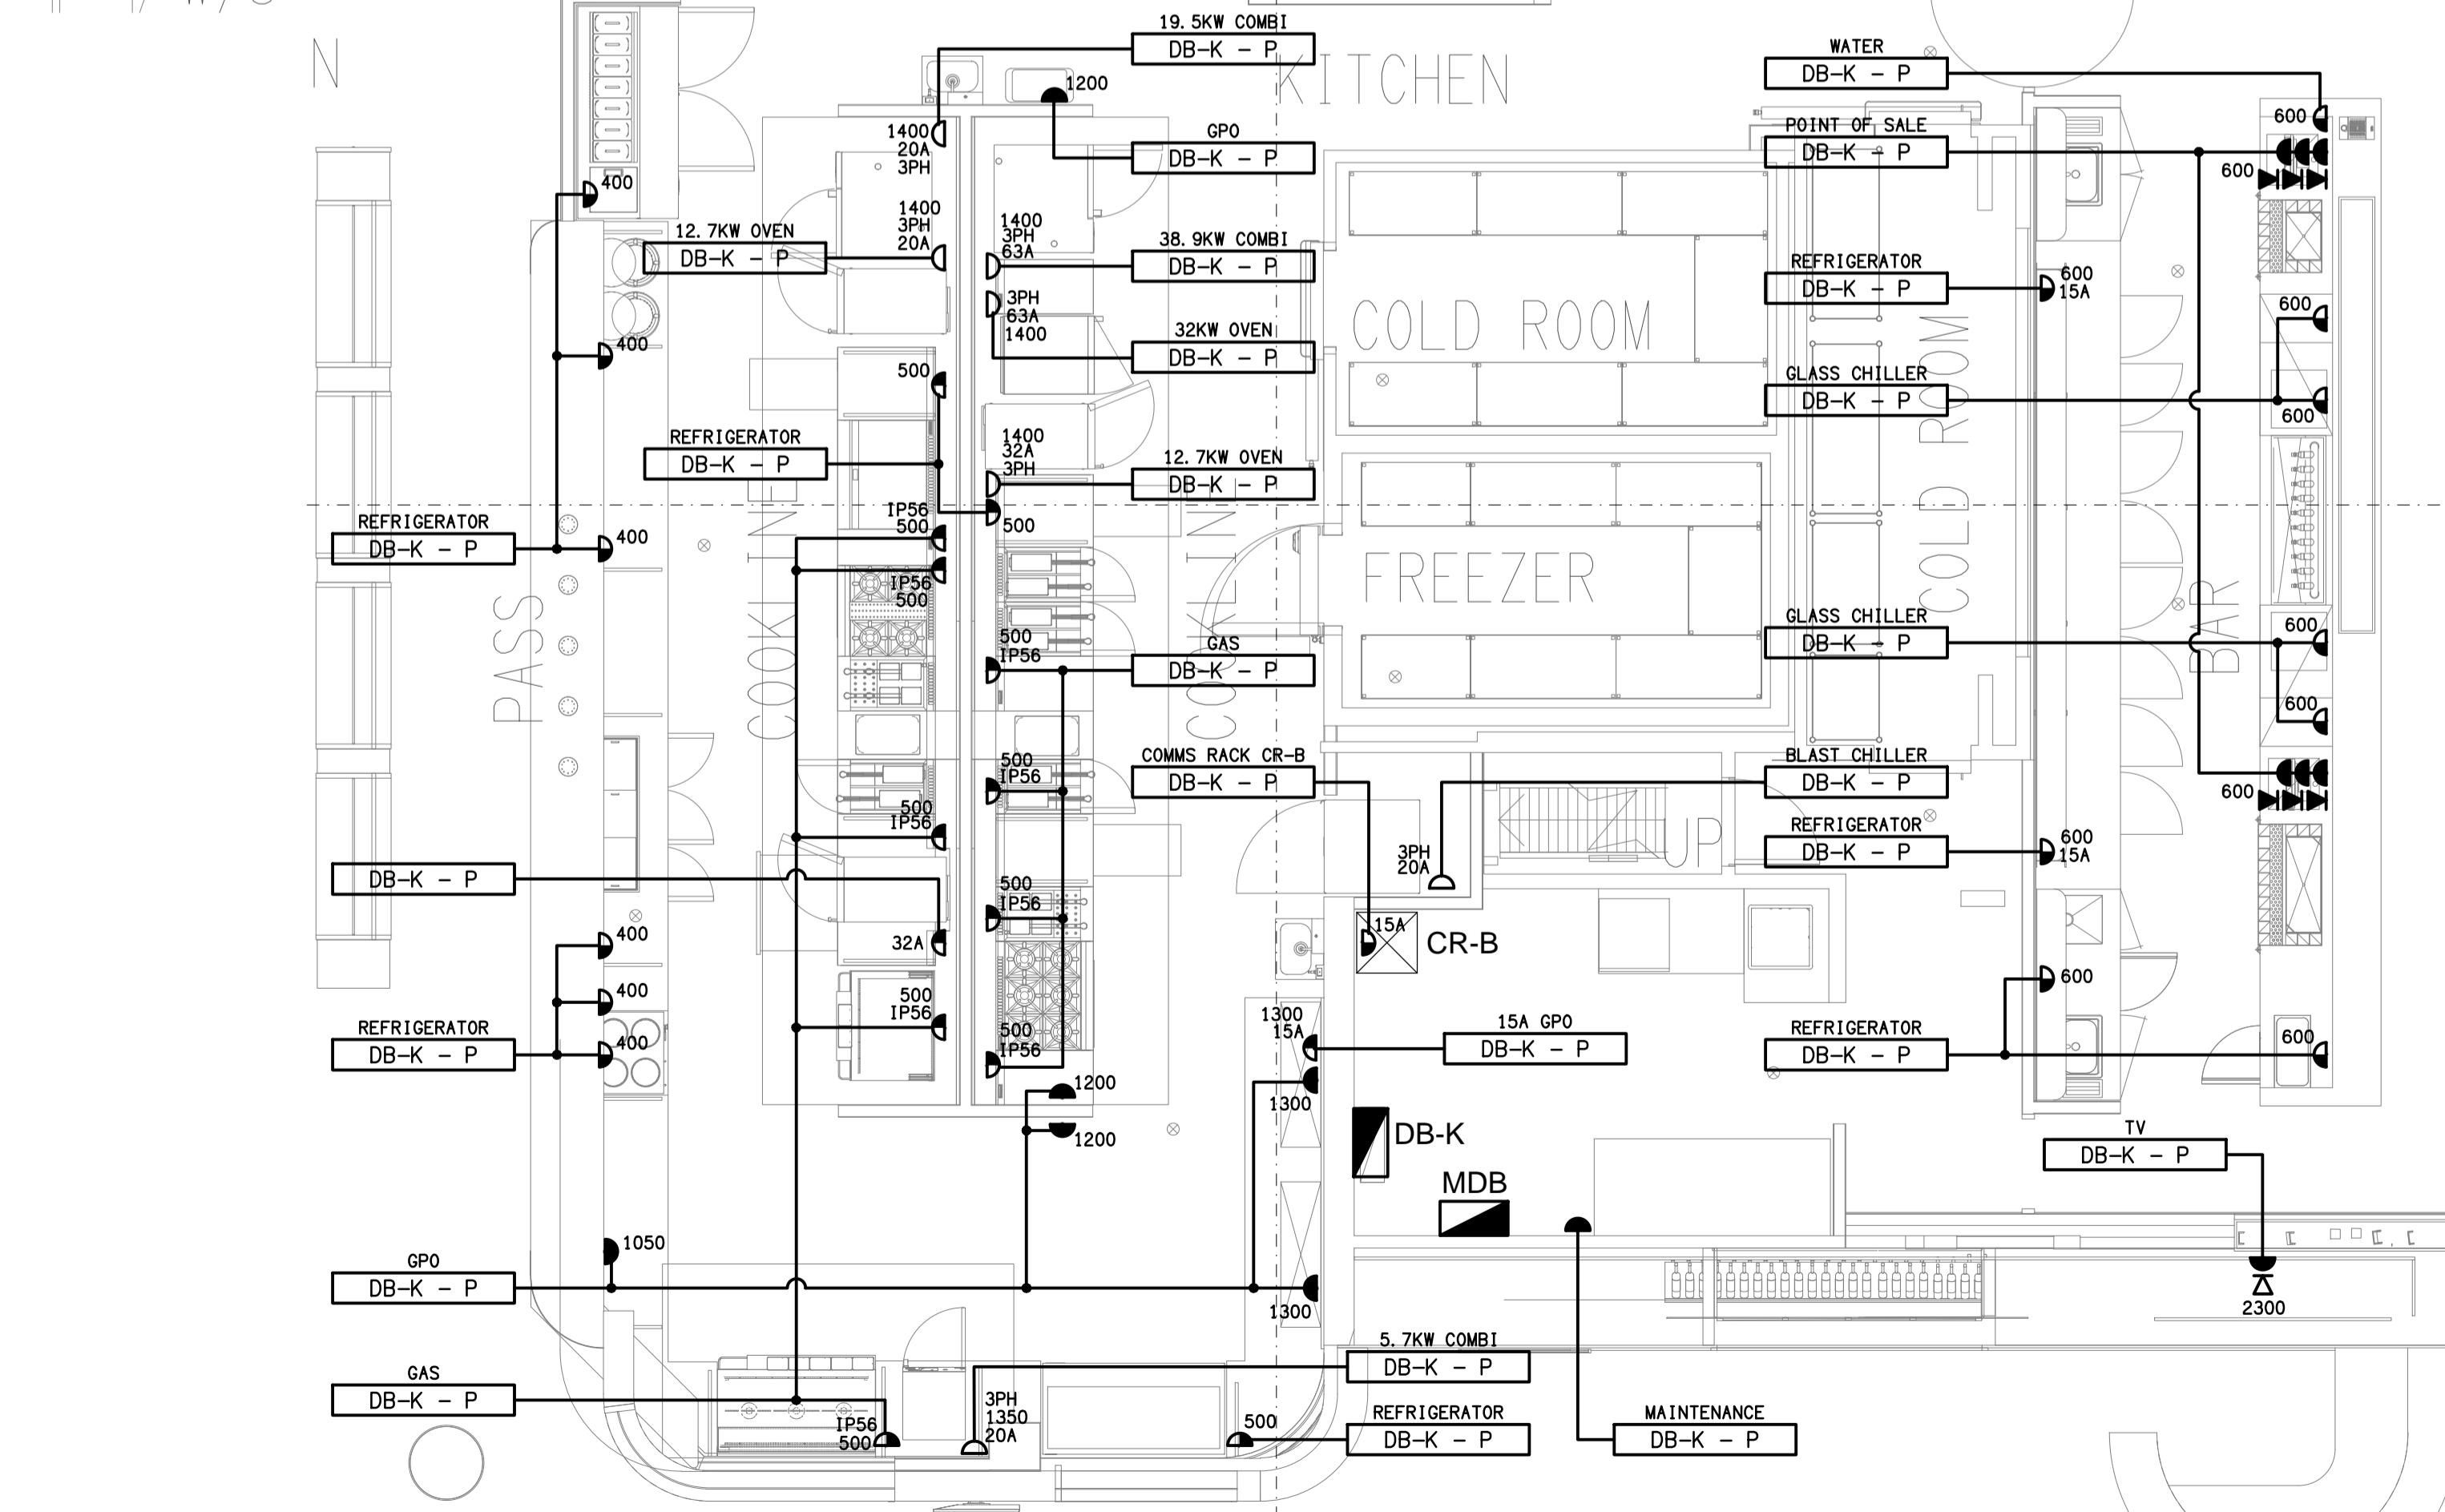 N
KITCHEN
19.5KW COMBI
DB-K - P
WATER
DB-K - P
1200
600
1400
20A
3PH
GPO
DB-K - P
POINT OF SALE
DB-K - P
600
400
1400
3PH
20A
12.7KW OVEN
DB-K - P
1400
3PH
63A
38.9KW COMBI
DB-K - P
REFRIGERATOR
DB-K - P
600
15A
3PH
63A
1400
32KW OVEN
DB-K - P
COLD ROOM
600
400
500
GLASS CHILLER
DB-K - P
600
COLD ROOM
REFRIGERATOR
DB-K - P
1400
32A
3PH
12.7KW OVEN
DB-K - P
REFRIGERATOR
DB-K - P
400
IP56
500
500
IP56
500
FREEZER
PASS
COOKLINE
COOKLINE
BAR
500
IP56
GAS
DB-K - P
GLASS CHILLER
DB-K - P
600
600
500
IP56
COMMS RACK CR-B
DB-K - P
BLAST CHILLER
DB-K - P
600
500
IP56
REFRIGERATOR
DB-K - P
600
15A
UP
3PH
20A
DB-K - P
500
IP56
32A
15A
CR-B
400
400
400
REFRIGERATOR
DB-K - P
500
IP56
500
IP56
1300
15A
15A GPO
DB-K - P
600
REFRIGERATOR
DB-K - P
600
1200
1300
1200
DB-K
MDB
TV
DB-K - P
1050
GPO
DB-K - P
1300
2300
5.7KW COMBI
DB-K - P
GAS
DB-K - P
IP56
500
3PH
1350
20A
500
REFRIGERATOR
DB-K - P
MAINTENANCE
DB-K - P